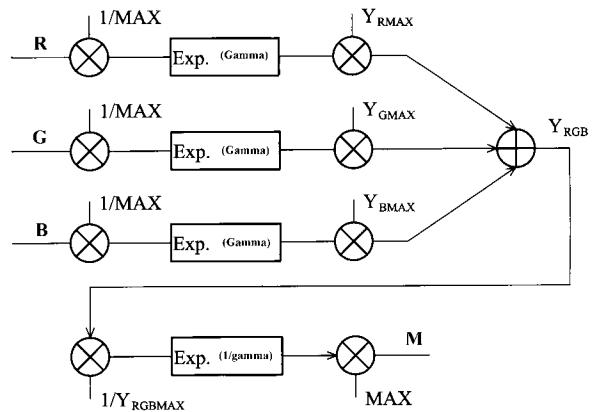 1/MAX
Y_RMAX
R
Exp. (Gamma)
1/MAX
Y_GMAX
Y_RGB
G
Exp. (Gamma)
1/MAX
Y_BMAX
B
Exp. (Gamma)
M
Exp. (1/gamma)
1/Y_RGBMAX
MAX